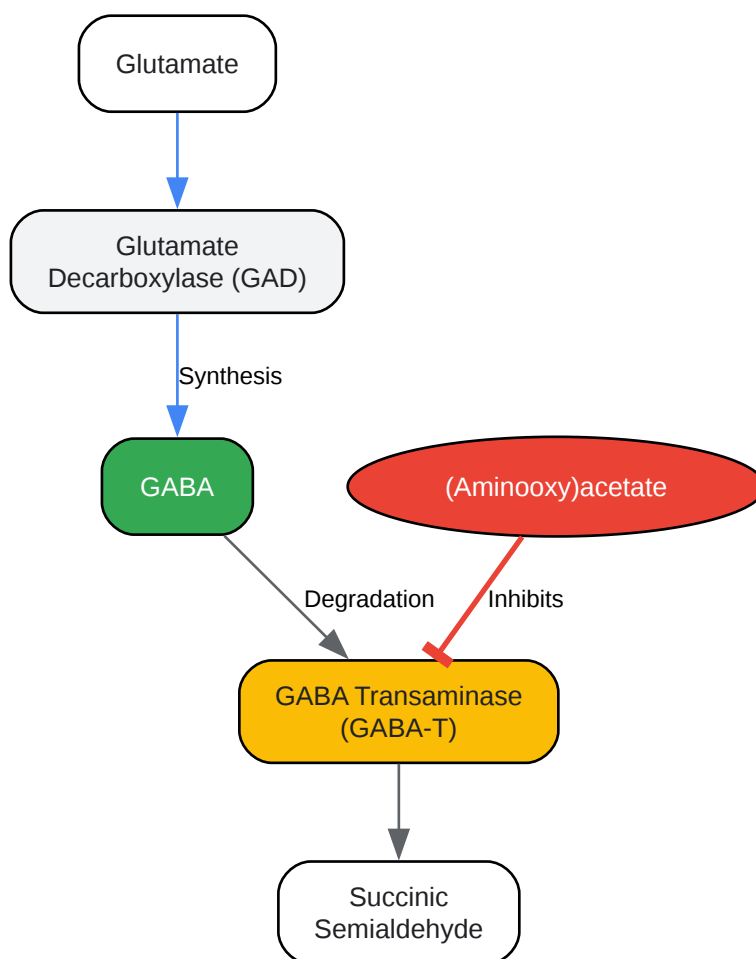 Glutamate
Glutamate
Decarboxylase (GAD)
Synthesis
GABA
(Aminooxy)acetate
Degradation
Inhibits
GABA Transaminase
(GABA-T)
Succinic
Semialdehyde